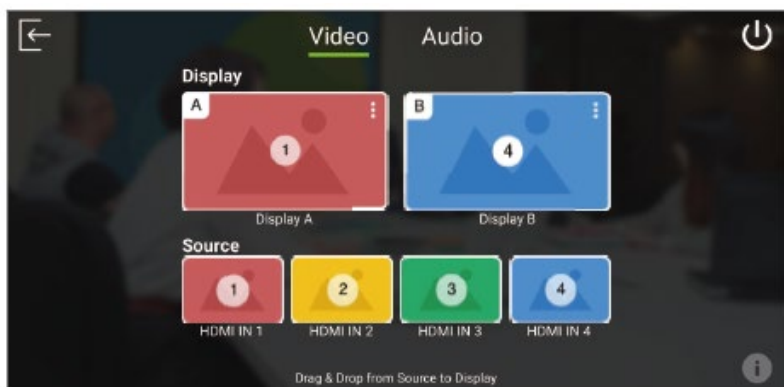 Video Audio
Display
A B
1 4
Display A Display B
Source
1 2 3 4
HDMI IN 1 HDMI IN 2 HDMI IN 3 HDMI IN 4
Drag & Drop from Source to Display
i